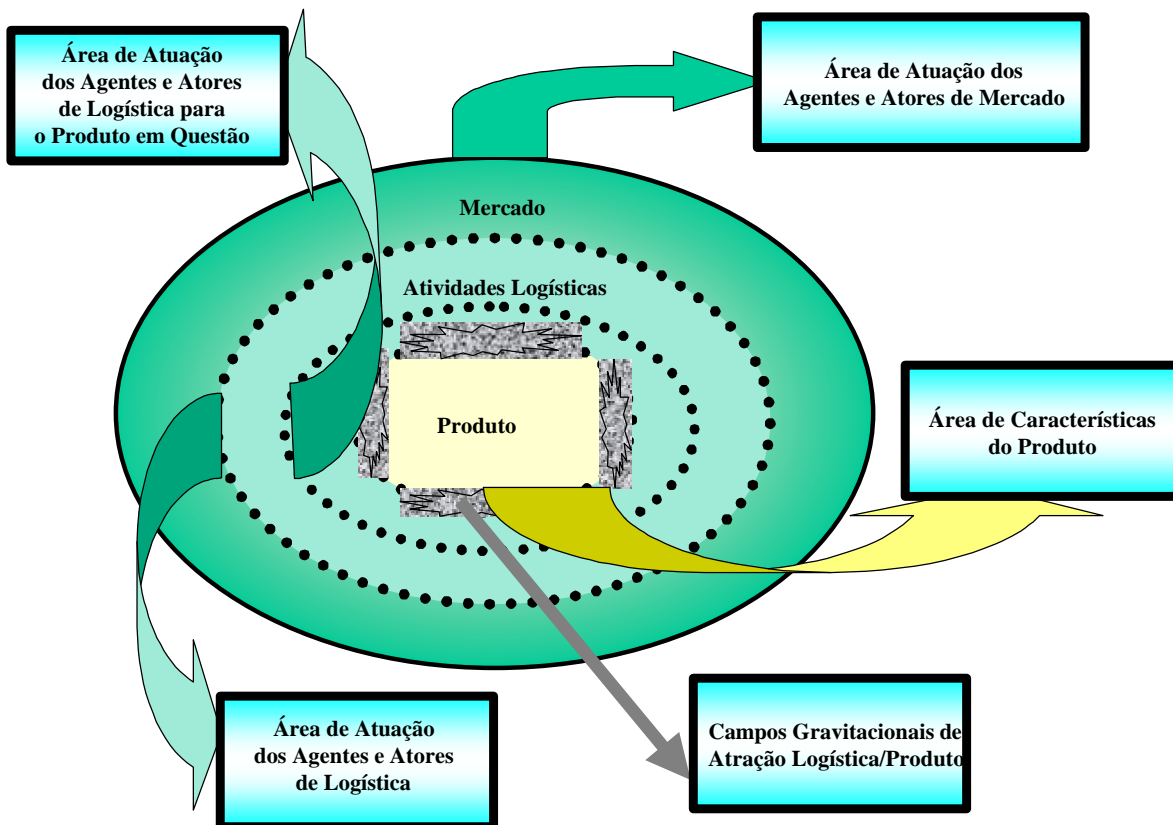 Área de Atuação
dos Agentes e Atores
de Logística para
o Produto em Questão
Área de Atuação dos
Agentes e Atores de Mercado
Mercado
Atividades Logísticas
Produto
Área de Características
do Produto
Área de Atuação
dos Agentes e Atores
de Logística
Campos Gravitacionais de
Atração Logística/Produto